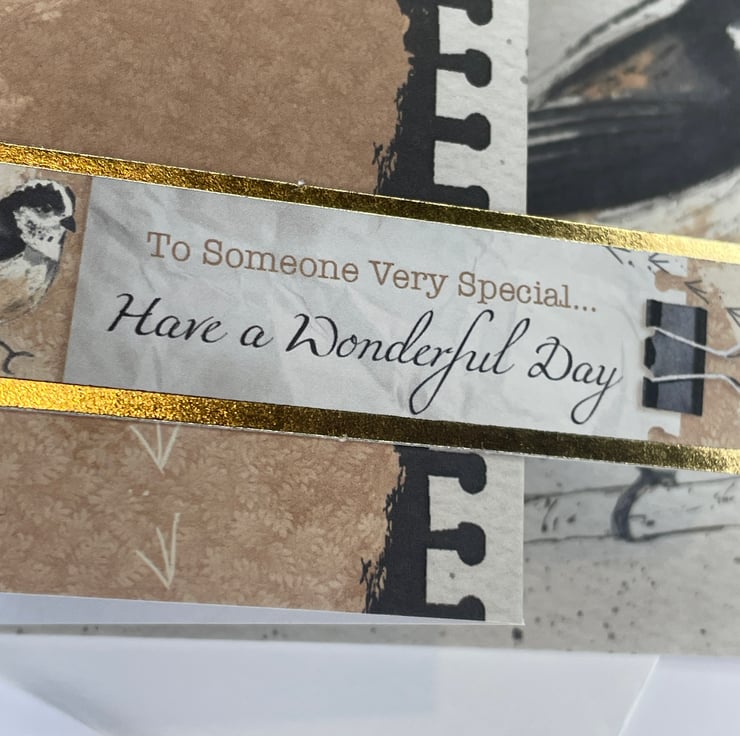 To Someone Very Special...
Have a Wonderful Day